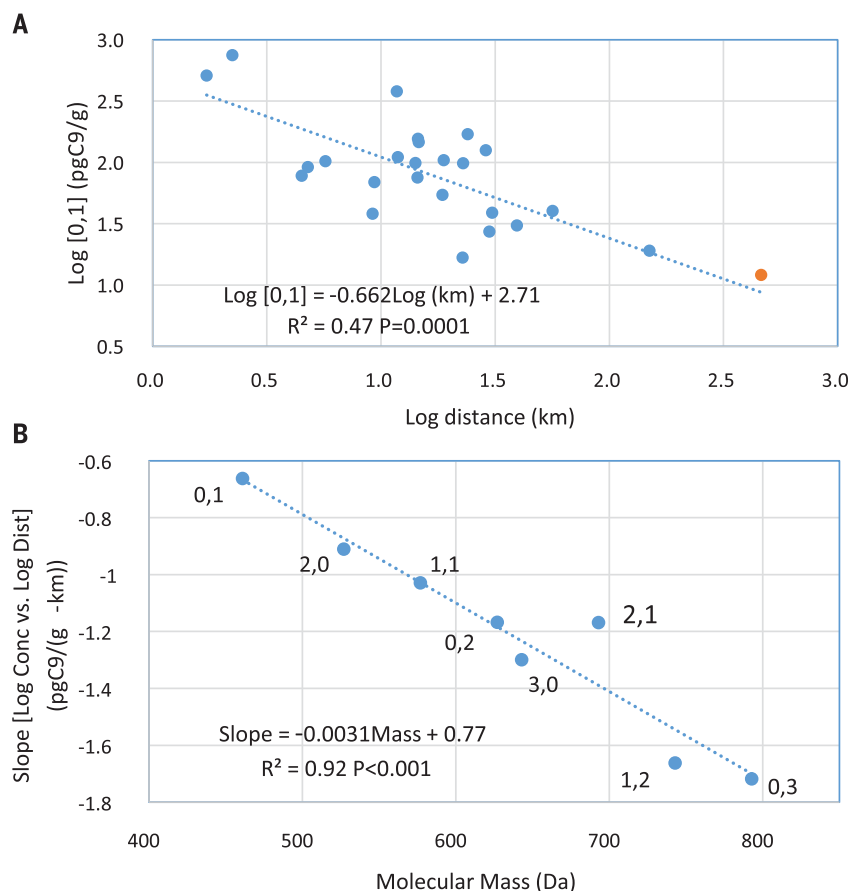 A
3.0
2.5
2.0
1.5
1.0
0.5
Log [0,1] (pgC9/g)
Log [0,1] = -0.662Log (km) + 2.71
R² = 0.47 P=0.0001
0.0 0.5 1.0 1.5 2.0 2.5 3.0
Log distance (km)
B
-0.6
-0.8
-1
-1.2
-1.4
-1.6
-1.8
Slope [Log Conc vs. Log Dist]
(pgC9/(g -km))
0,1
2,0
1,1
0,2
2,1
3,0
1,2
0,3
Slope = -0.0031Mass + 0.77
R² = 0.92 P<0.001
400 500 600 700 800
Molecular Mass (Da)